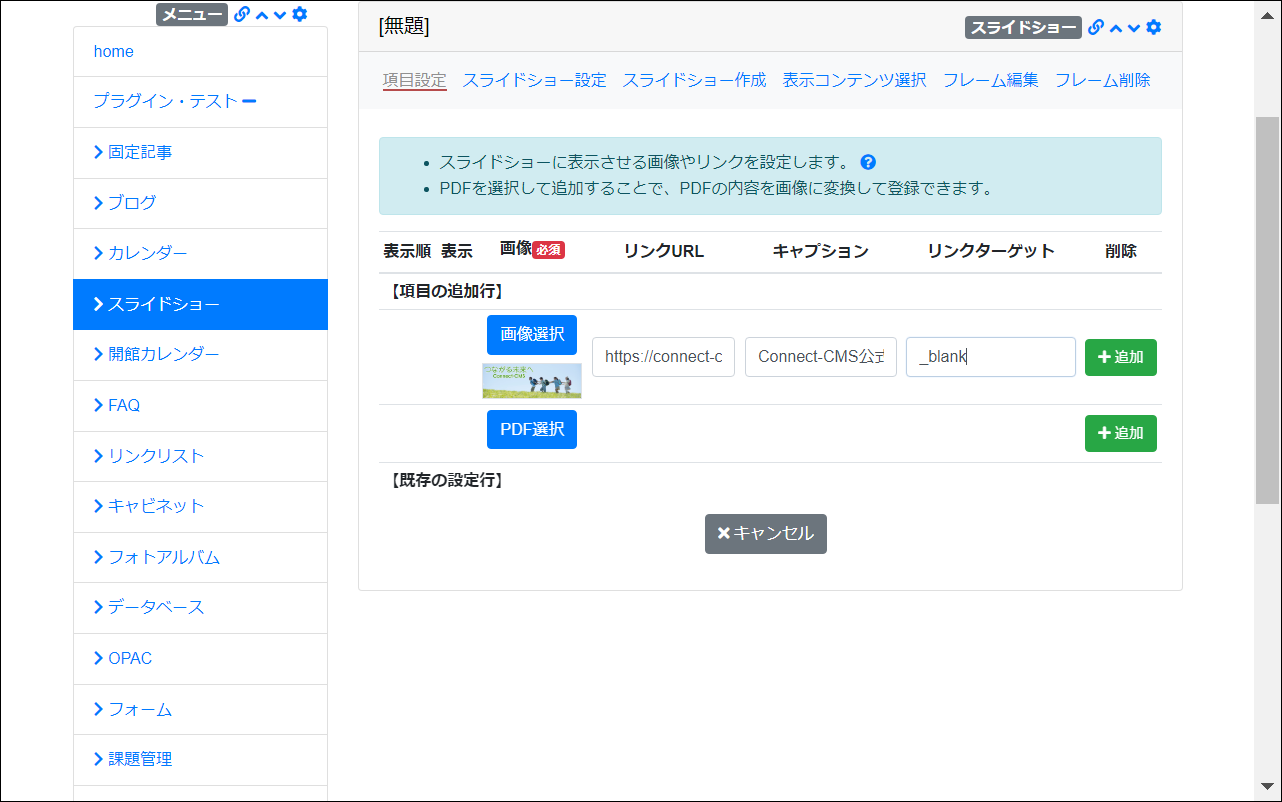 メニュー
home
プラグイン・テスト
固定記事
ブログ
カレンダー
スライドショー
開館カレンダー
FAQ
リンクリスト
キャビネット
フォトアルバム
データベース
OPAC
フォーム
課題管理
[無題]
スライドショー
項目設定 スライドショー設定 スライドショー作成 表示コンテンツ選択 フレーム編集 フレーム削除
スライドショーに表示させる画像やリンクを設定します。
PDFを選択して追加することで、PDFの内容を画像に変換して登録できます。
表示順 表示 画像 必須 リンクURL キャプション リンクターゲット 削除
【項目の追加行】
画像選択
つながる未来へ
Connect-CMS
https://connect-c Connect-CMS公式 _blank 追加
PDF選択 追加
【既存の設定行】
キャンセル